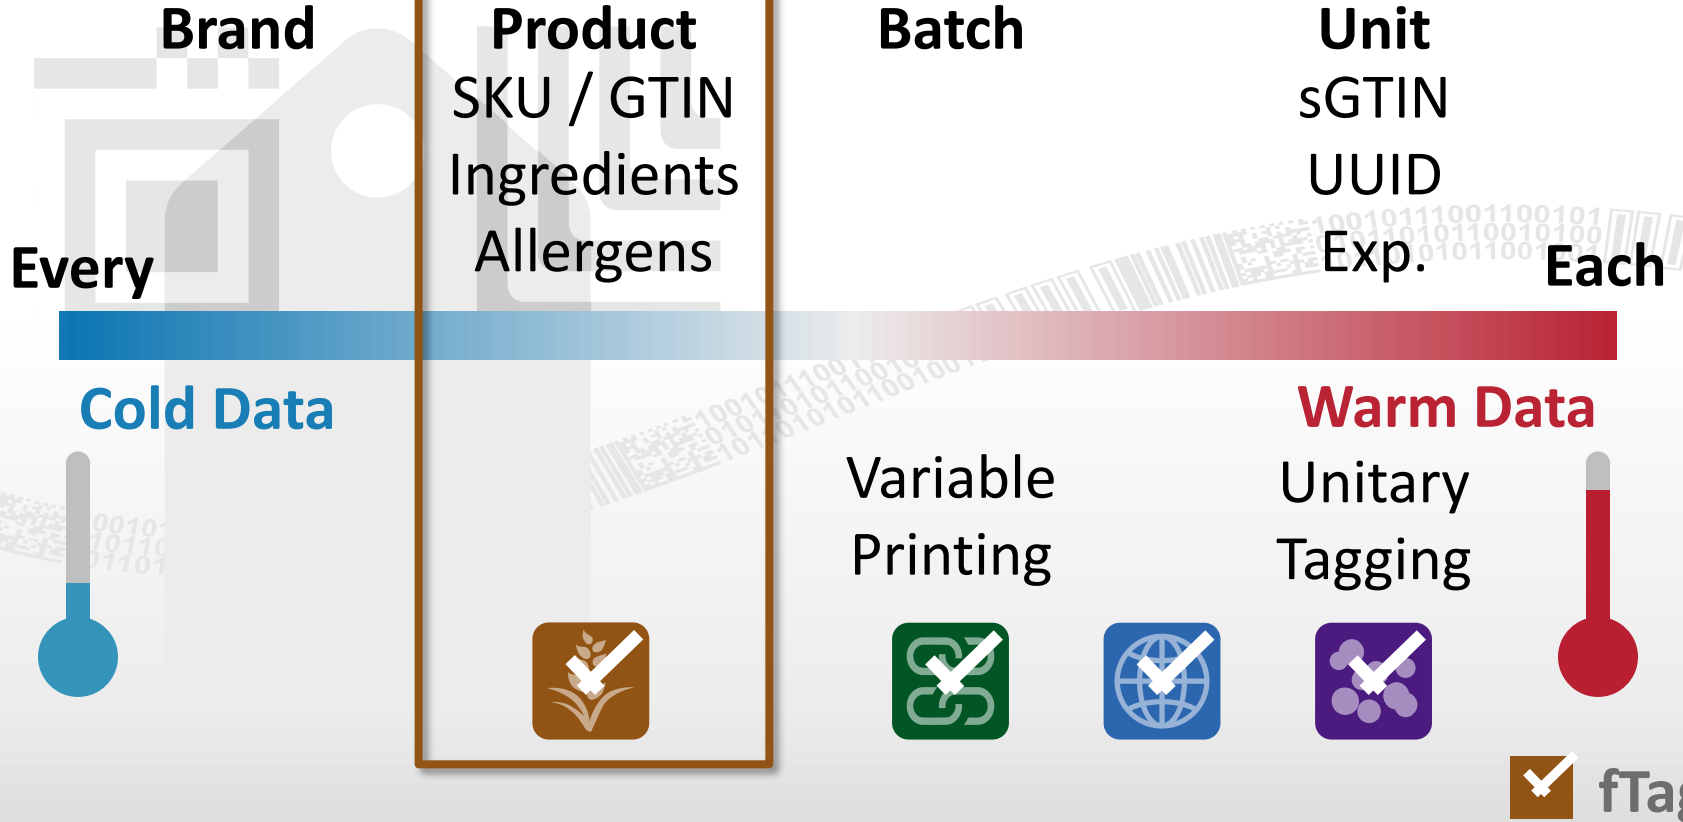 Brand
Product
Batch
Unit
SKU / GTIN
sGTIN
Ingredients
UUID
Allergens
Exp.
Every
Each
Cold Data
Warm Data
Variable
Printing
Unitary
Tagging
fTag